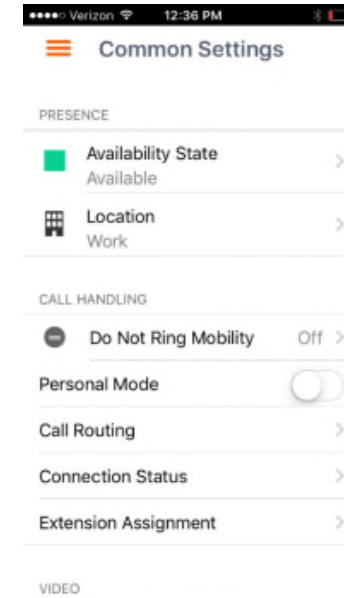 Verizon 12:36 PM
Common Settings
PRESENCE
Availability State
Available
Location
Work
CALL HANDLING
Do Not Ring Mobility Off
Personal Mode
Call Routing
Connection Status
Extension Assignment
VIDEO